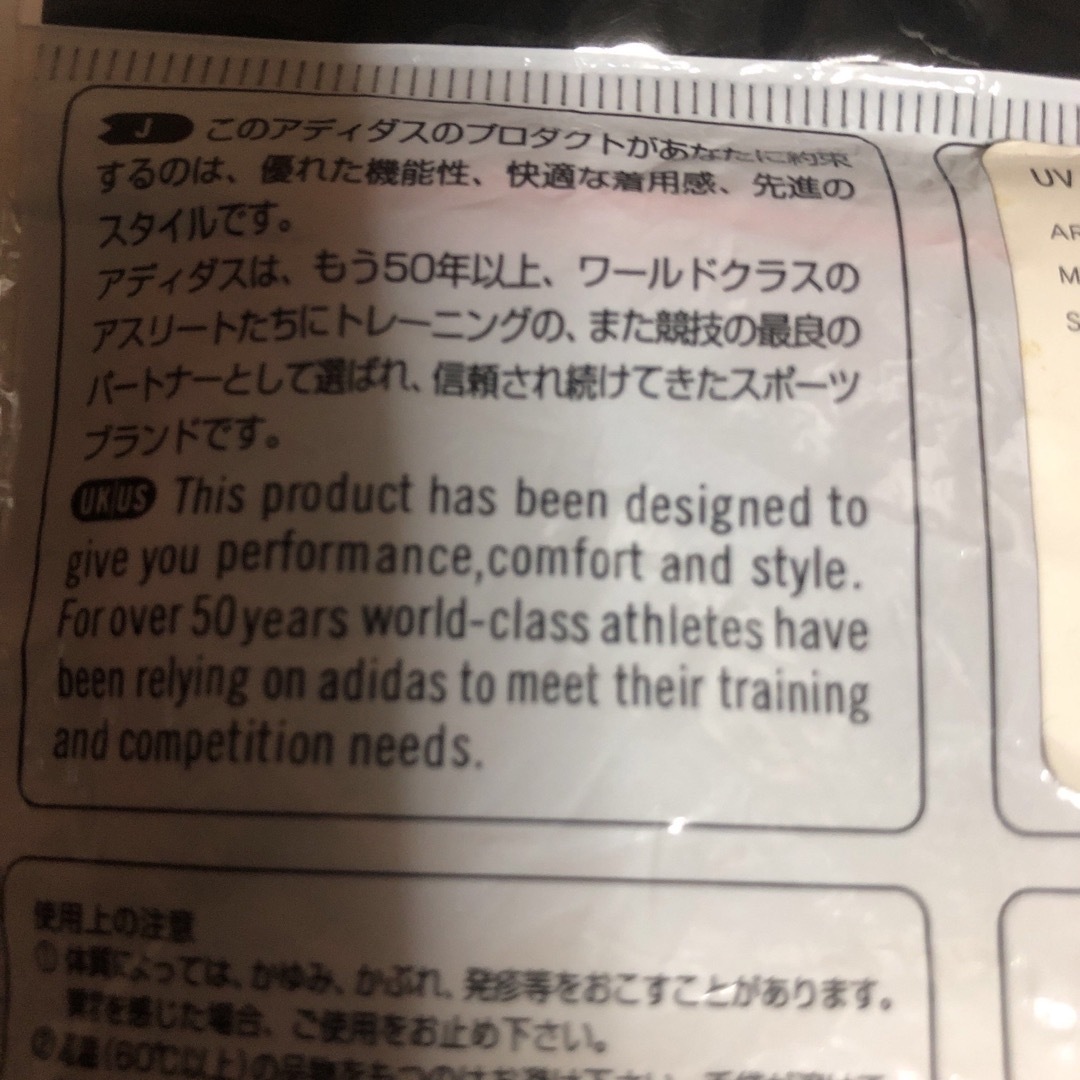 J このアディダスのプロダクトがあなたに約束
するのは、優れた機能性、快適な着用感、先進の
スタイルです。
アディダスは、もう50年以上、ワールドクラスの
アスリートたちにトレーニングの、また競技の最良の
パートナーとして選ばれ、信頼され続けてきたスポーツ
ブランドです。
UK/US This product has been designed to
give you performance,comfort and style.
For over 50 years world-class athletes have
been relying on adidas to meet their training
and competition needs.
UV
AR
M
S
使用上の注意
①体質によっては、かゆみ、かぶれ、発疹等をおこすことがあります。
異常を感じた場合、ご使用をお止め下さい。
②(60℃以上)の